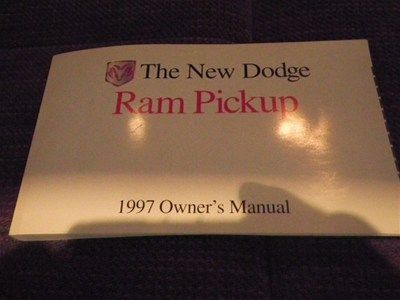 The New Dodge
Ram Pickup
1997 Owner's Manual